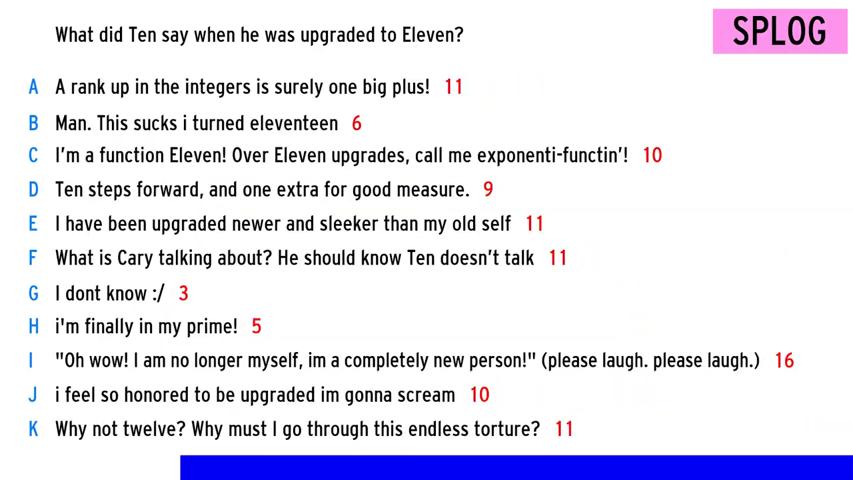 What did Ten say when he was upgraded to Eleven?
SPLOG
A A rank up in the integers is surely one big plus! 11
B Man. This sucks i turned eleventeen 6
C I'm a function Eleven! Over Eleven upgrades, call me exponenti-functin'! 10
D Ten steps forward, and one extra for good measure. 9
E I have been upgraded newer and sleeker than my old self 11
F What is Cary talking about? He should know Ten doesn't talk 11
G I dont know :/ 3
H i'm finally in my prime! 5
I "Oh wow! I am no longer myself, im a completely new person!" (please laugh. please laugh.) 16
J i feel so honored to be upgraded im gonna scream 10
K Why not twelve? Why must I go through this endless torture? 11